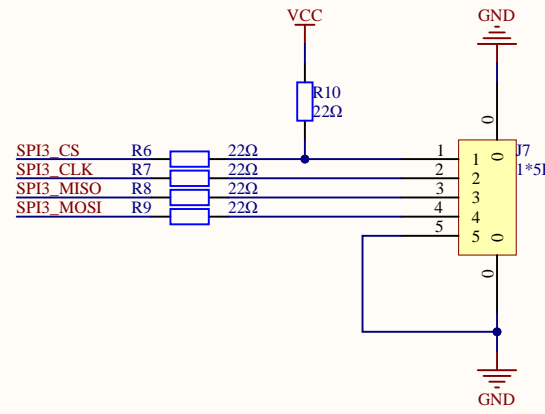 VCC
GND
R10
22Ω
0
SPI3_CS R6 22Ω 1 1 0 J7
SPI3_CLK R7 22Ω 2 2 1*5
SPI3_MISO R8 22Ω 3 3
SPI3_MOSI R9 22Ω 4 4
5 5 0
0
GND